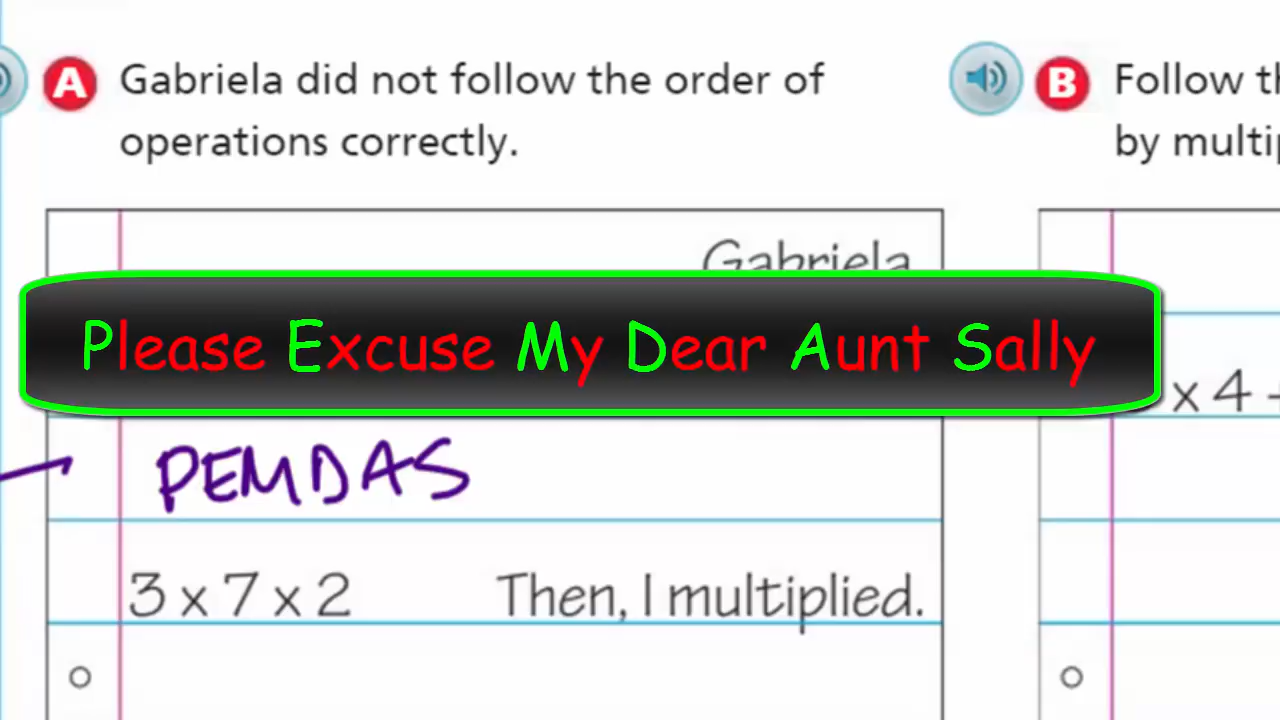 A Gabriela did not follow the order of
operations correctly.
Gabriela
Please Excuse My Dear Aunt Sally
PEMDAS
3 x 7 x 2 Then, I multiplied.
B Follow th
by multip
x 4 +